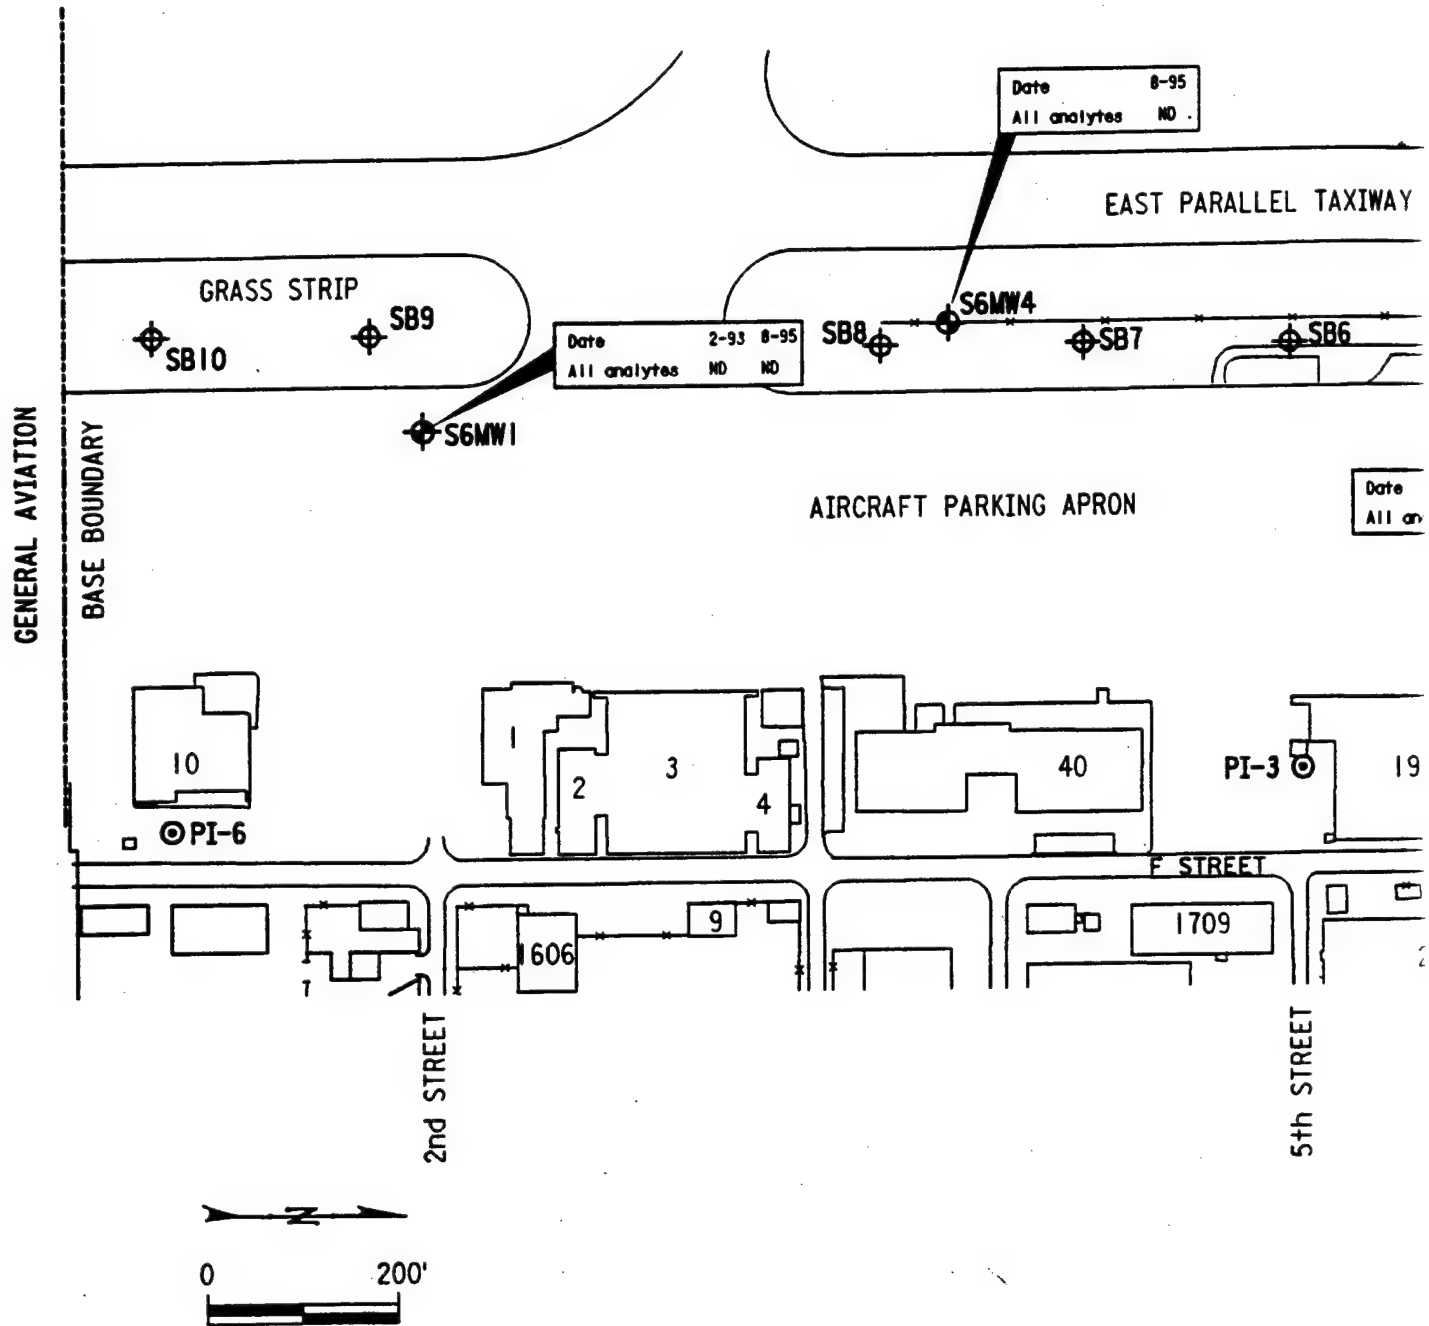 Date 8-95
All analytes ND
EAST PARALLEL TAXIWAY
GRASS STRIP
SB10
SB9
Date 2-93 8-95
All analytes ND ND
S6MW1
SB8
S6MW4
SB7
SB6
GENERAL AVIATION
BASE BOUNDARY
AIRCRAFT PARKING APRON
Date
All an
10
1
2
3
4
40
PI-3
19
PI-6
F STREET
1606
9
1709
2nd STREET
5th STREET
N
0 200'